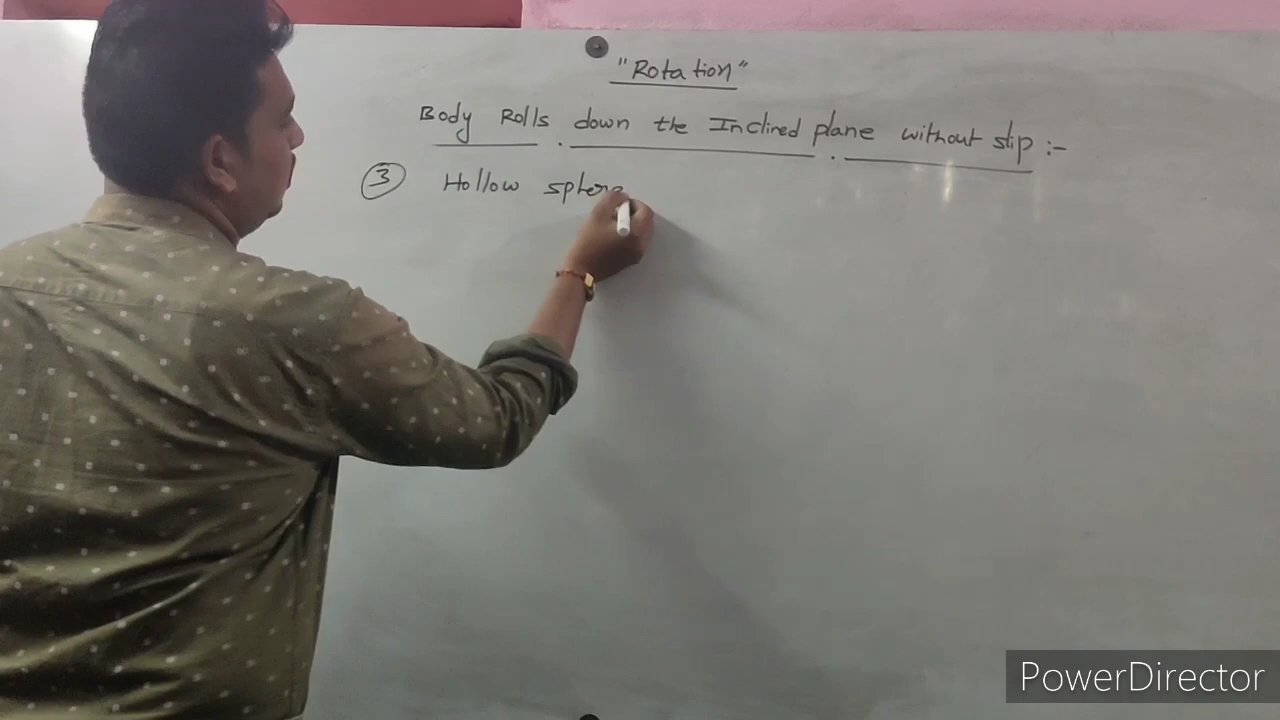 "Rotation"
Body Rolls down the Inclined plane without slip :-
③ Hollow sphere
PowerDirector